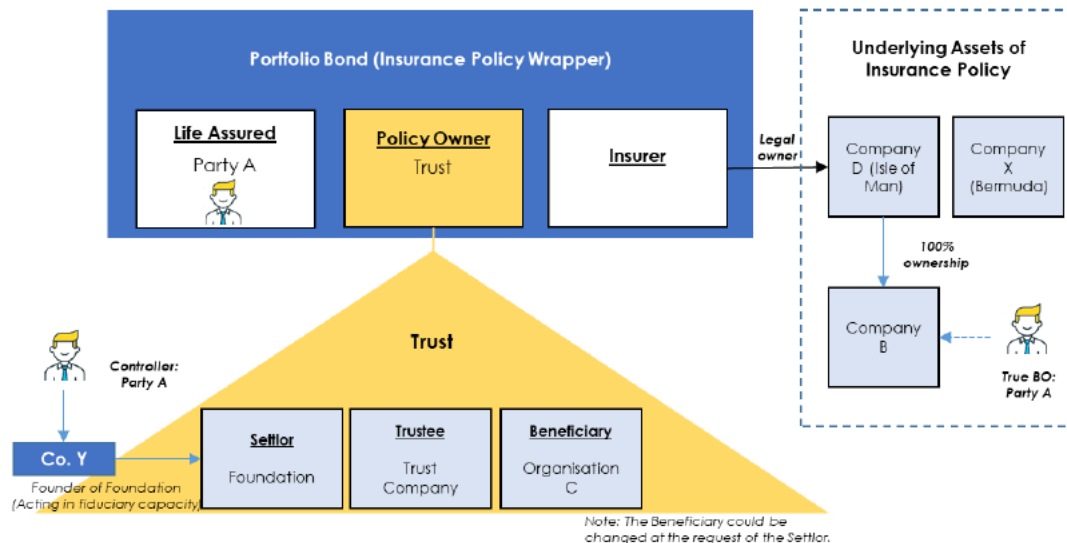 Portfolio Bond (Insurance Policy Wrapper)
Life Assured
Party A
Policy Owner
Trust
Insurer
Legal
owner
Underlying Assets of
Insurance Policy
Company
D (Isle of
Man)
Company
X
(Bermuda)
100%
ownership
Company
B
True BO:
Party A
Trust
Controller:
Party A
Co. Y
Founder of Foundation
(Acting in fiduciary capacity)
Settlor
Foundation
Trustee
Trust
Company
Beneficiary
Organisation
C
Note: The Beneficiary could be
changed at the request of the Settlor.